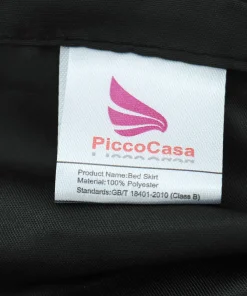 PiccoCasa
Product Name:Bed Skirt
Material:100% Polyester
Standards:GB/T 18401-2010 (Class B)